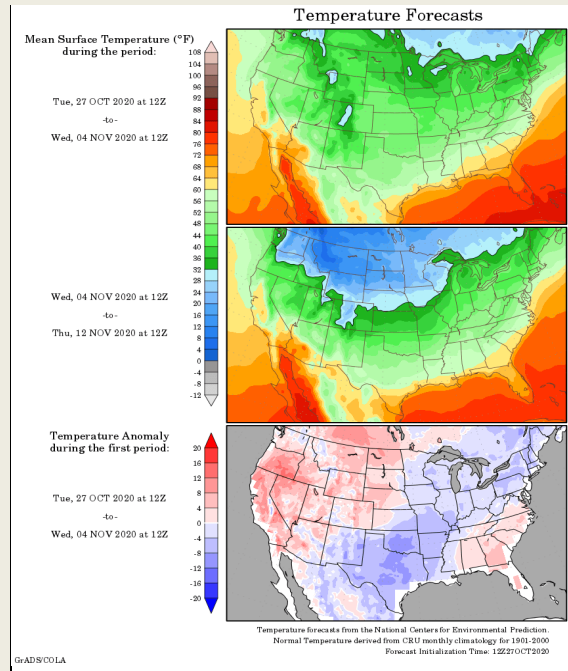 Temperature Forecasts
Mean Surface Temperature (°F)
during the period:
Tue, 27 OCT 2020 at 12Z
-to-
Wed, 04 NOV 2020 at 12Z
108
104
100
96
92
88
84
80
76
72
68
64
60
56
52
48
44
40
36
32
28
24
20
16
12
8
4
0
-4
-8
-12
Wed, 04 NOV 2020 at 12Z
-to-
Thu, 12 NOV 2020 at 12Z
Temperature Anomaly
during the first period:
Tue, 27 OCT 2020 at 12Z
-to-
Wed, 04 NOV 2020 at 12Z
20
16
12
8
4
0
-4
-8
-12
-16
-20
Temperature forecasts from the National Centers for Environmental Prediction.
Normal Temperature derived from CRU monthly climatology for 1901-2000
Forecast Initialization Time: 12Z27OCT2020
GrADS/COLA